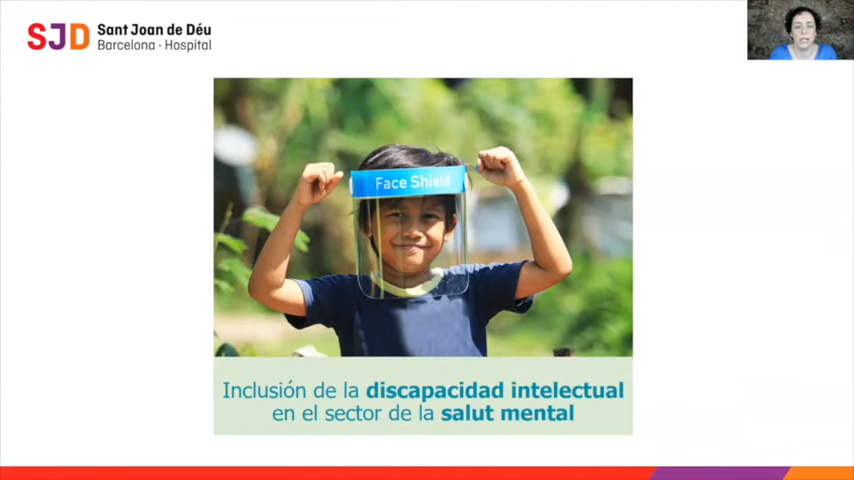 SJD
Sant Joan de Déu
Barcelona · Hospital
Face Shield
Inclusión de la discapacidad intelectual
en el sector de la salut mental